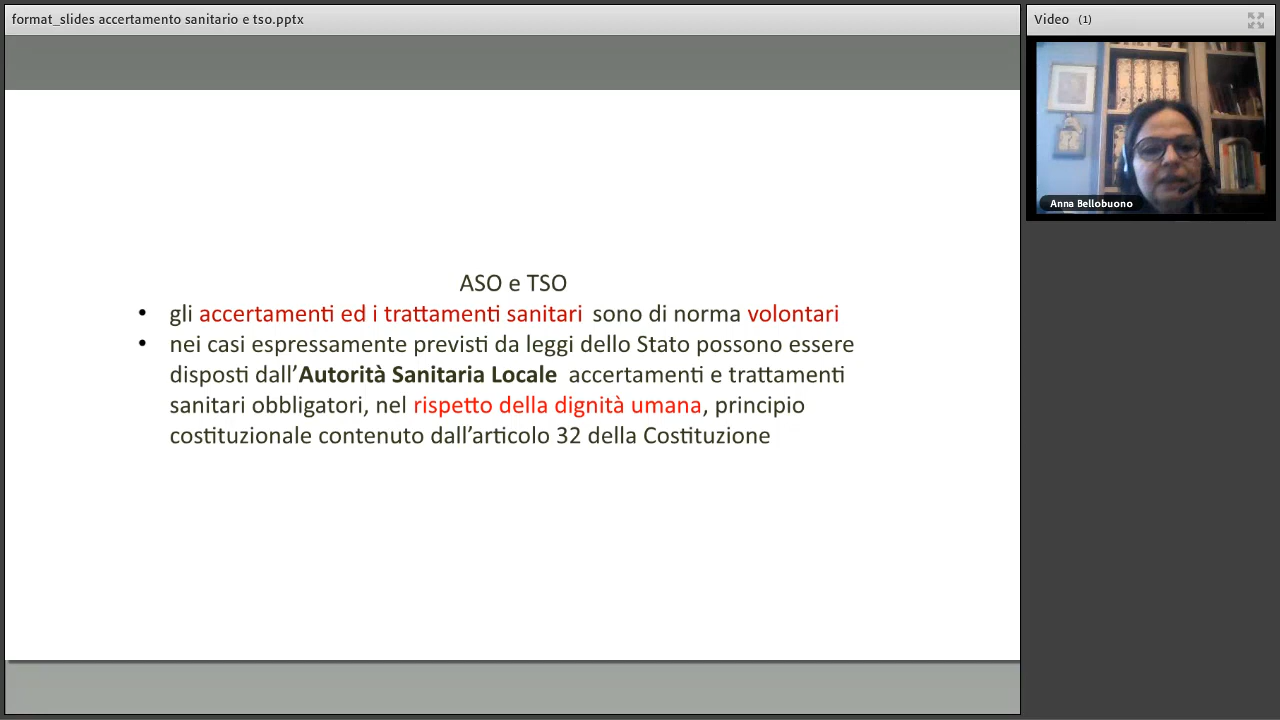 format_slides accertamento sanitario e tso.pptx
Video (1)
Anna Bellobuono
ASO e TSO
• gli accertamenti ed i trattamenti sanitari sono di norma volontari
• nei casi espressamente previsti da leggi dello Stato possono essere
disposti dall’Autorità Sanitaria Locale accertamenti e trattamenti
sanitari obbligatori, nel rispetto della dignità umana, principio
costituzionale contenuto dall’articolo 32 della Costituzione